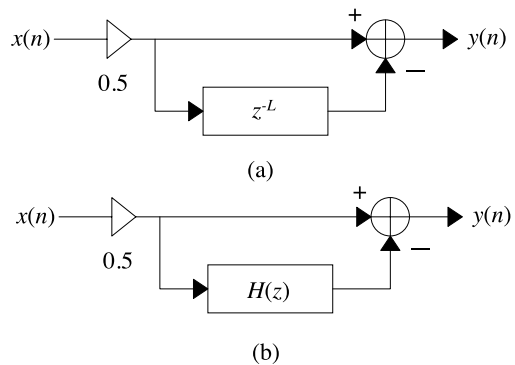 x(n) + y(n)
0.5 −
z^{-L}
(a)
x(n) + y(n)
0.5 −
H(z)
(b)